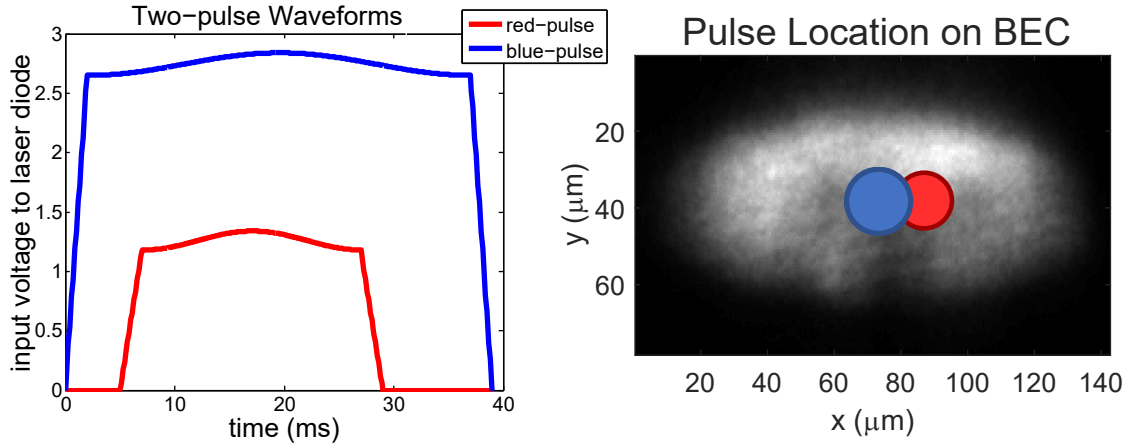 Two−pulse Waveforms
red−pulse
blue−pulse
input voltage to laser diode
3
2.5
2
1.5
1
0.5
0
0 10 20 30 40
time (ms)
Pulse Location on BEC
y (μm)
20
40
60
20 40 60 80 100 120 140
x (μm)